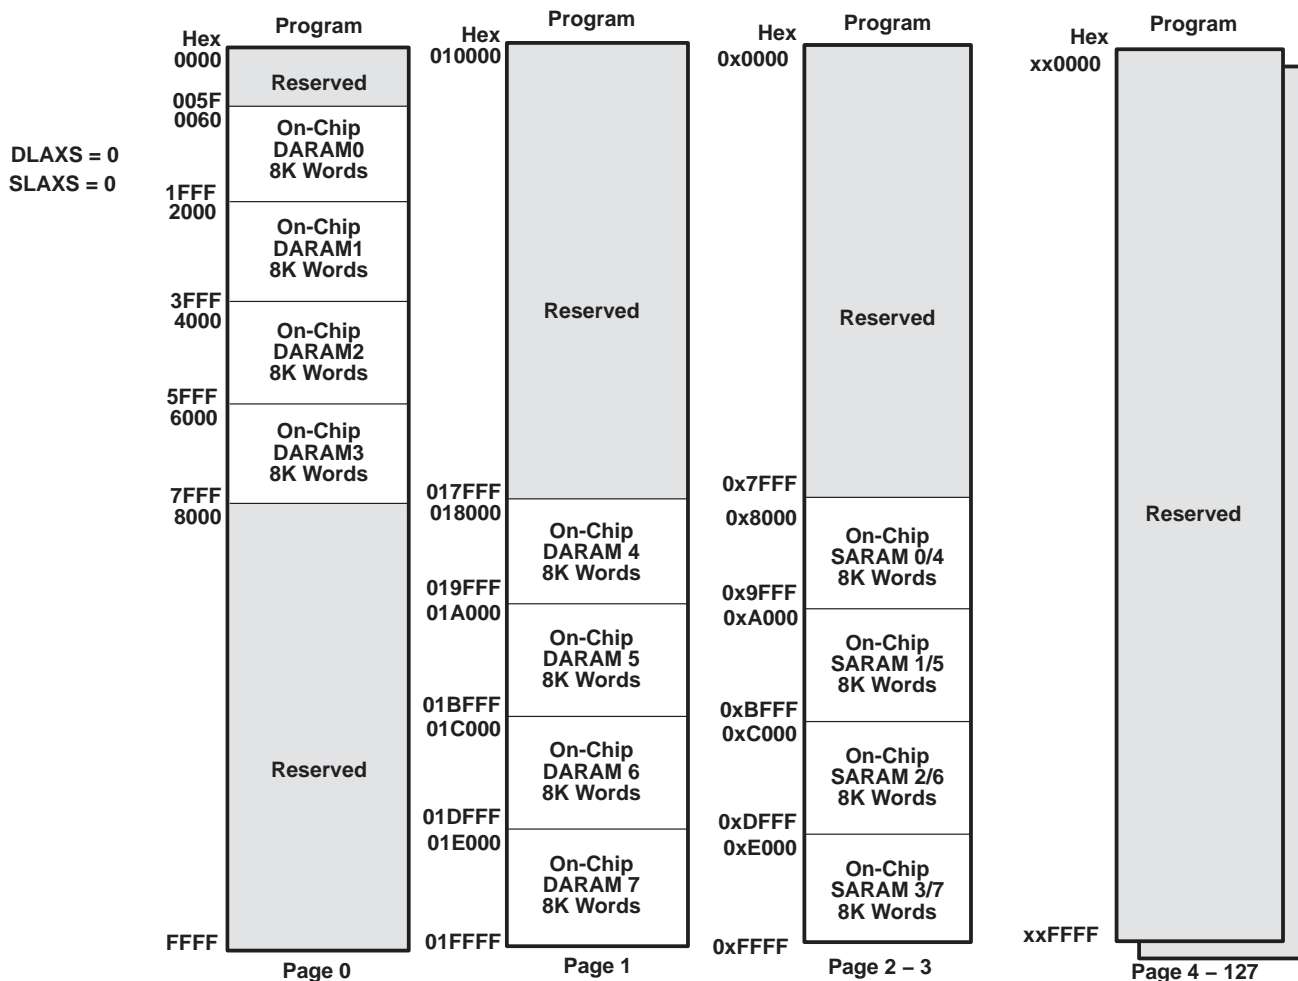 DLAXS = 0
SLAXS = 0
Program
Hex
0000
Reserved
005F
0060
On-Chip
DARAM0
8K Words
1FFF
2000
On-Chip
DARAM1
8K Words
3FFF
4000
On-Chip
DARAM2
8K Words
5FFF
6000
On-Chip
DARAM3
8K Words
7FFF
8000
Reserved
FFFF
Page 0
Program
Hex
010000
Reserved
017FFF
018000
On-Chip
DARAM 4
8K Words
019FFF
01A000
On-Chip
DARAM 5
8K Words
01BFFF
01C000
On-Chip
DARAM 6
8K Words
01DFFF
01E000
On-Chip
DARAM 7
8K Words
01FFFF
Page 1
Program
Hex
0x0000
Reserved
0x7FFF
0x8000
On-Chip
SARAM 0/4
8K Words
0x9FFF
0xA000
On-Chip
SARAM 1/5
8K Words
0xBFFF
0xC000
On-Chip
SARAM 2/6
8K Words
0xDFFF
0xE000
On-Chip
SARAM 3/7
8K Words
0xFFFF
Page 2 – 3
Program
Hex
xx0000
Reserved
xxFFFF
Page 4 – 127